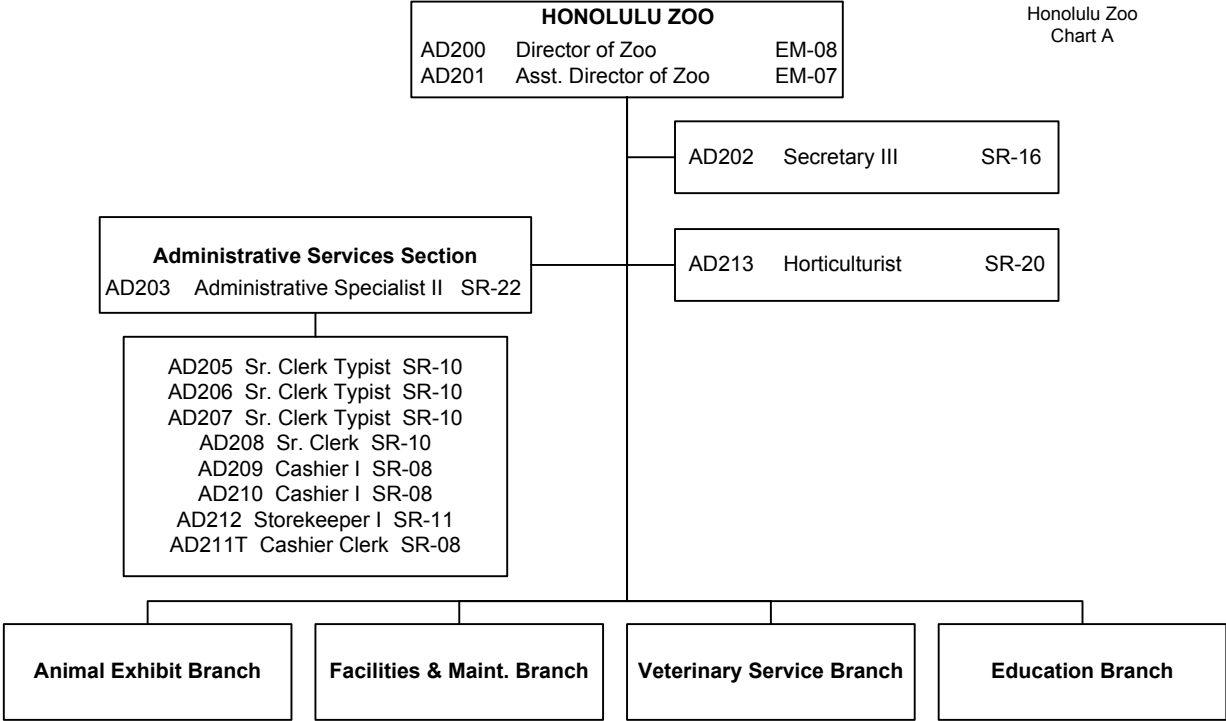 HONOLULU ZOO
AD200 Director of Zoo EM-08
AD201 Asst. Director of Zoo EM-07
Honolulu Zoo
Chart A
AD202 Secretary III SR-16
Administrative Services Section
AD203 Administrative Specialist II SR-22
AD213 Horticulturist SR-20
AD205 Sr. Clerk Typist SR-10
AD206 Sr. Clerk Typist SR-10
AD207 Sr. Clerk Typist SR-10
AD208 Sr. Clerk SR-10
AD209 Cashier I SR-08
AD210 Cashier I SR-08
AD212 Storekeeper I SR-11
AD211T Cashier Clerk SR-08
Animal Exhibit Branch
Facilities & Maint. Branch
Veterinary Service Branch
Education Branch